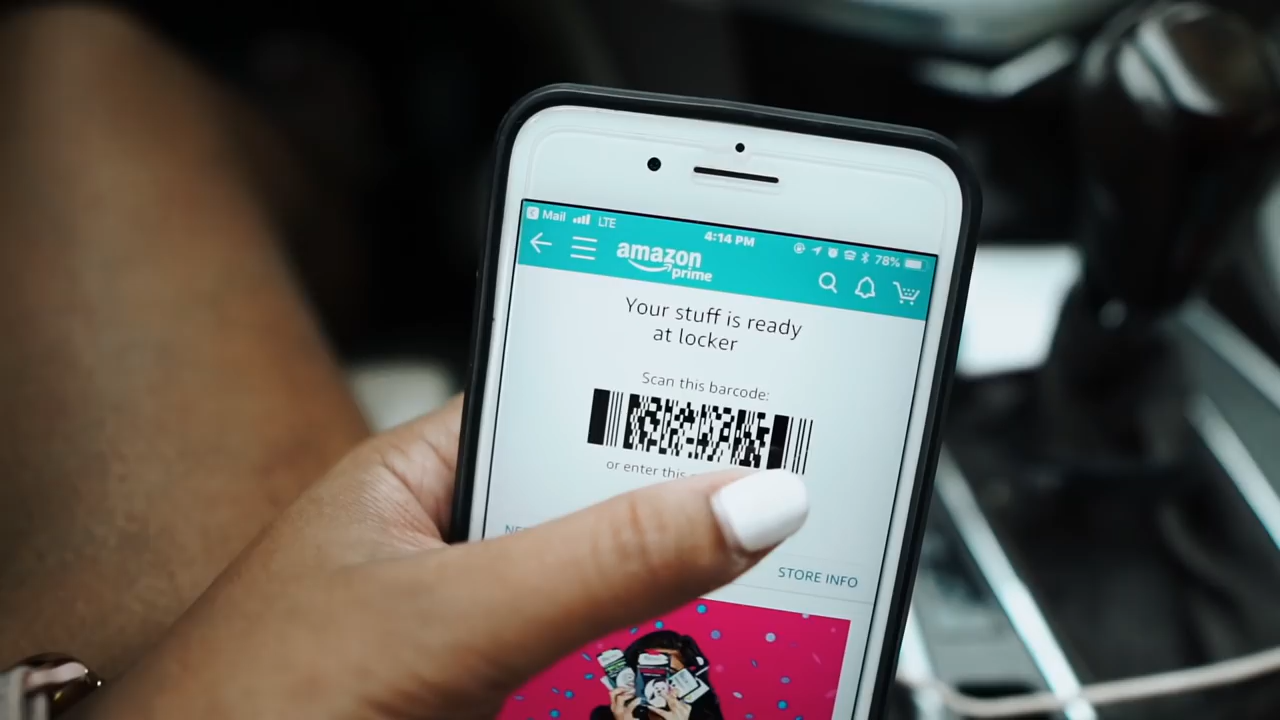 Mail LTE
4:14 PM
78%
amazon
prime
Your stuff is ready
at locker
Scan this barcode:
or enter this
STORE INFO